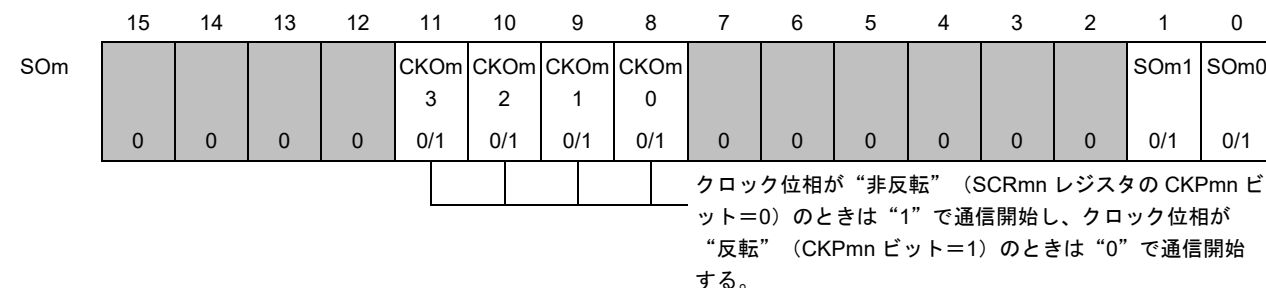 15 14 13 12 11 10 9 8 7 6 5 4 3 2 1 0
SOm CKOm CKOm CKOm CKOm SOm1 SOm0
3 2 1 0
0 0 0 0 0/1 0/1 0/1 0/1 0 0 0 0 0 0 0/1 0/1
クロック位相が“非反転”（SCRmn レジスタの CKPmn ビ
ット＝0）のときは“1”で通信開始し、クロック位相が
“反転”（CKPmn ビット＝1）のときは“0”で通信開始
する。